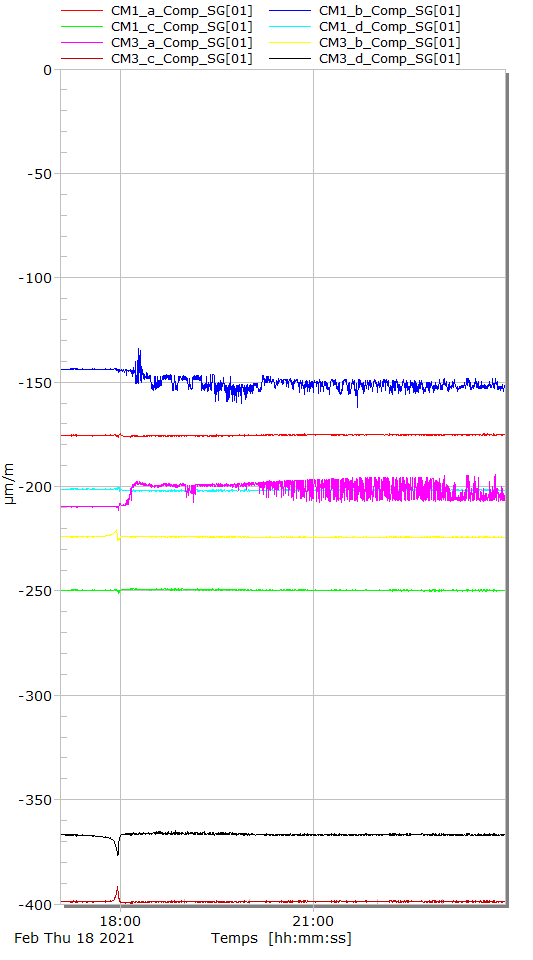 CM1_a_Comp_SG[01] CM1_b_Comp_SG[01]
CM1_c_Comp_SG[01] CM1_d_Comp_SG[01]
CM3_a_Comp_SG[01] CM3_b_Comp_SG[01]
CM3_c_Comp_SG[01] CM3_d_Comp_SG[01]
0
-50
-100
-150
-200
µm/m
-250
-300
-350
-400
18:00 21:00
Feb Thu 18 2021 Temps [hh:mm:ss]